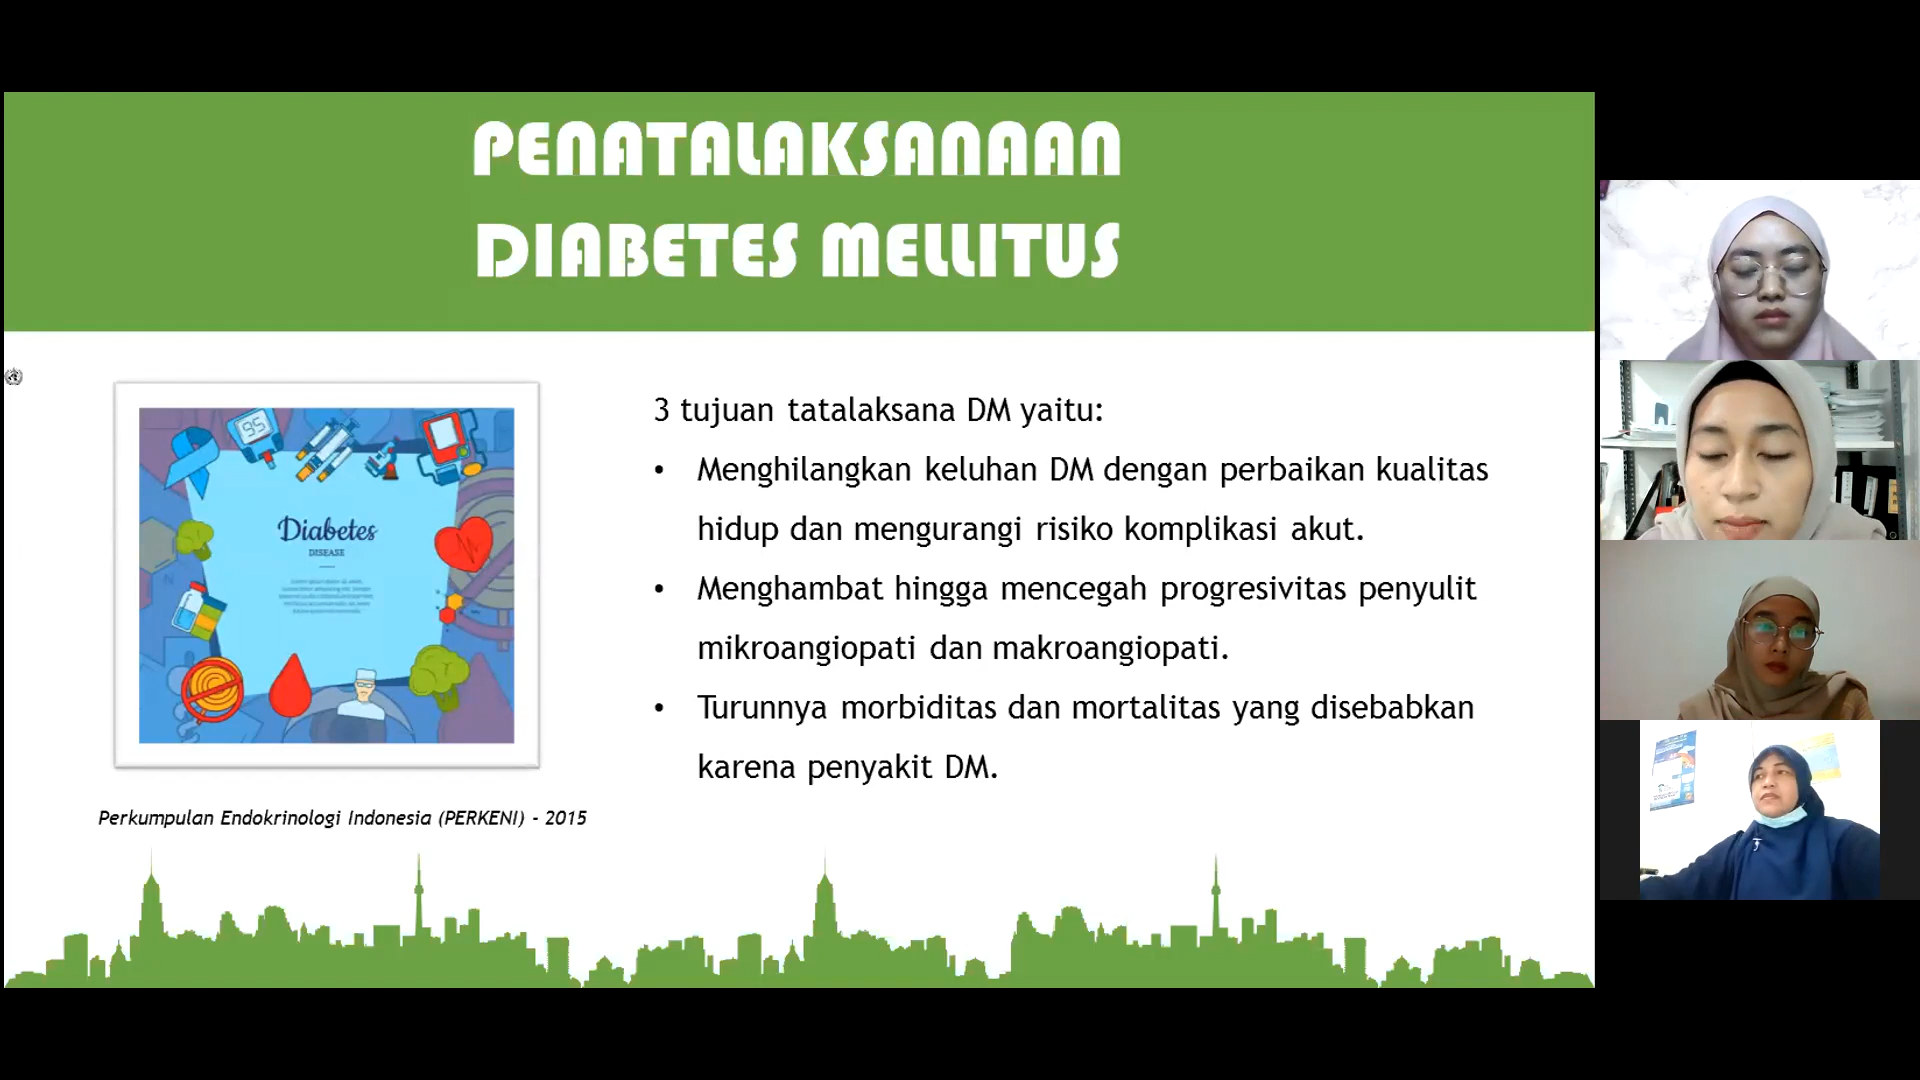 PENATALAKSANAAN
DIABETES MELLITUS
95
Diabetes
DISEASE
3 tujuan tatalaksana DM yaitu:
• Menghilangkan keluhan DM dengan perbaikan kualitas
hidup dan mengurangi risiko komplikasi akut.
• Menghambat hingga mencegah progresivitas penyulit
mikroangiopati dan makroangiopati.
• Turunnya morbiditas dan mortalitas yang disebabkan
karena penyakit DM.
Perkumpulan Endokrinologi Indonesia (PERKENI) - 2015